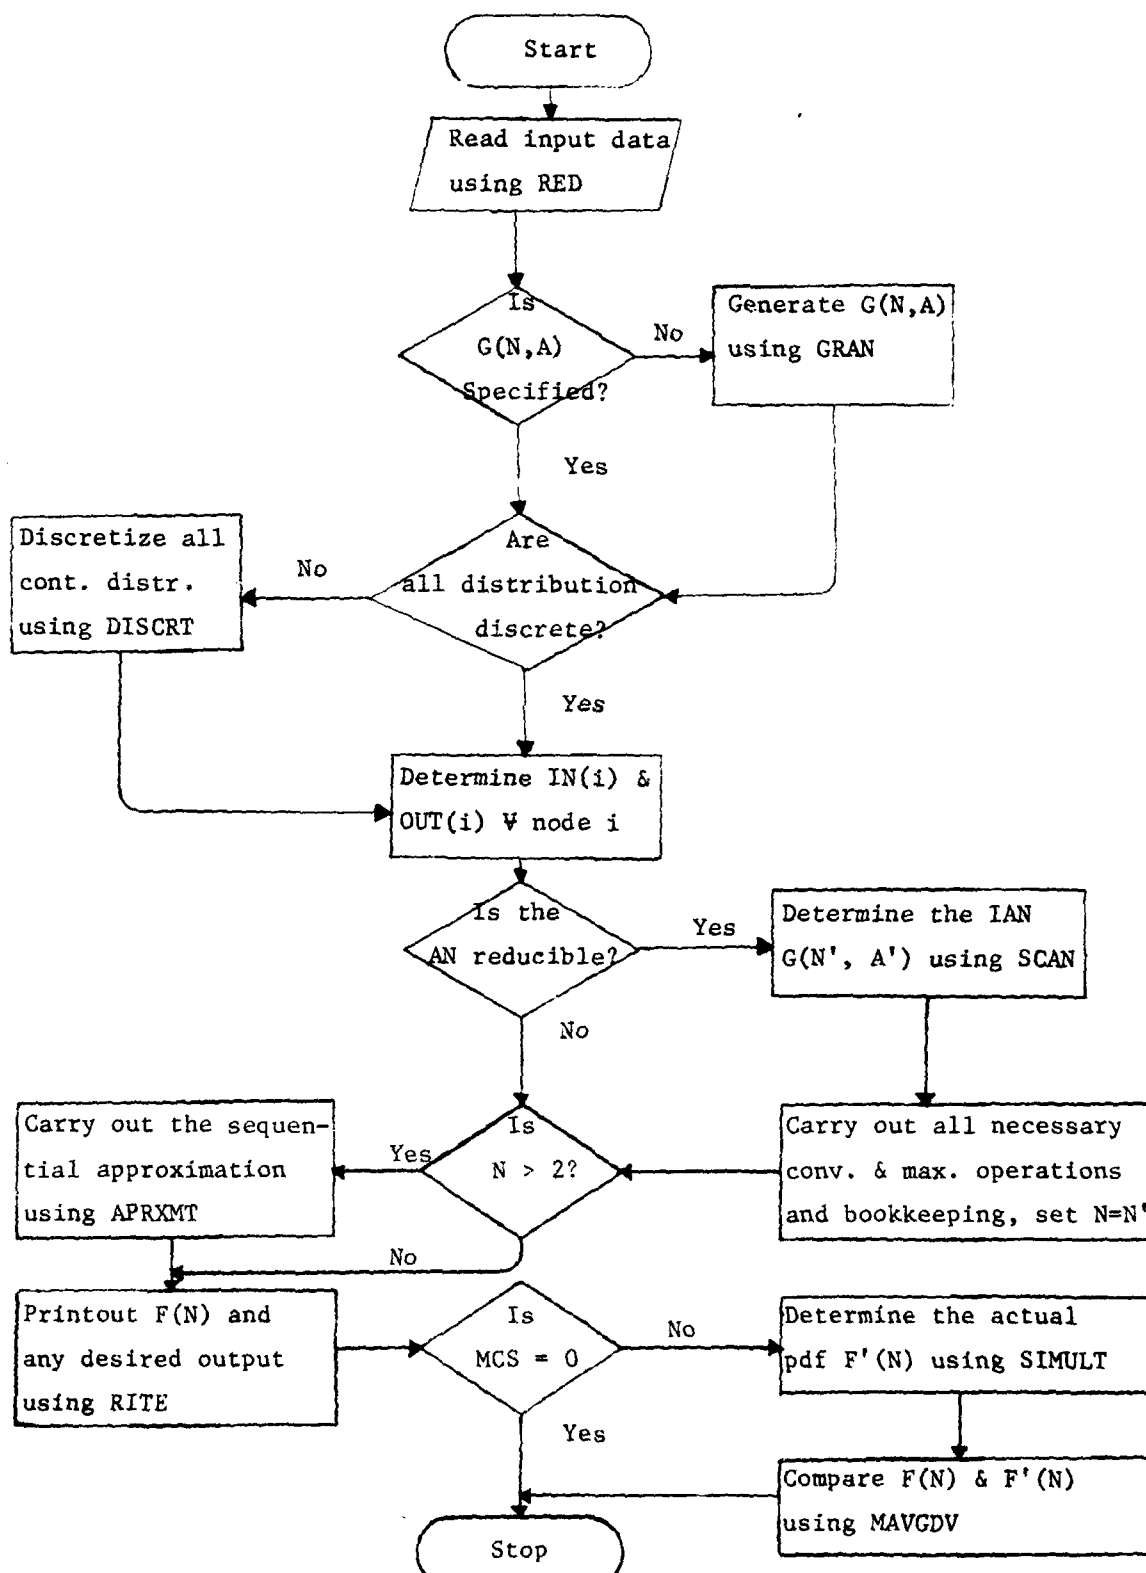 Start
Read input data
using RED
Is
G(N,A)
Specified?
No
Generate G(N,A)
using GRAN
Yes
Discretize all
cont. distr.
using DISCRT
No
Are
all distribution
discrete?
Yes
Determine IN(i) &
OUT(i) ∀ node i
Is the
AN reducible?
Yes
Determine the IAN
G(N', A') using SCAN
No
Carry out the sequen-
tial approximation
using APRXMT
Yes
Is
N > 2?
Carry out all necessary
conv. & max. operations
and bookkeeping, set N=N'
No
Printout F(N) and
any desired output
using RITE
Is
MCS = 0
No
Determine the actual
pdf F'(N) using SIMULT
Yes
Compare F(N) & F'(N)
using MAVGDV
Stop